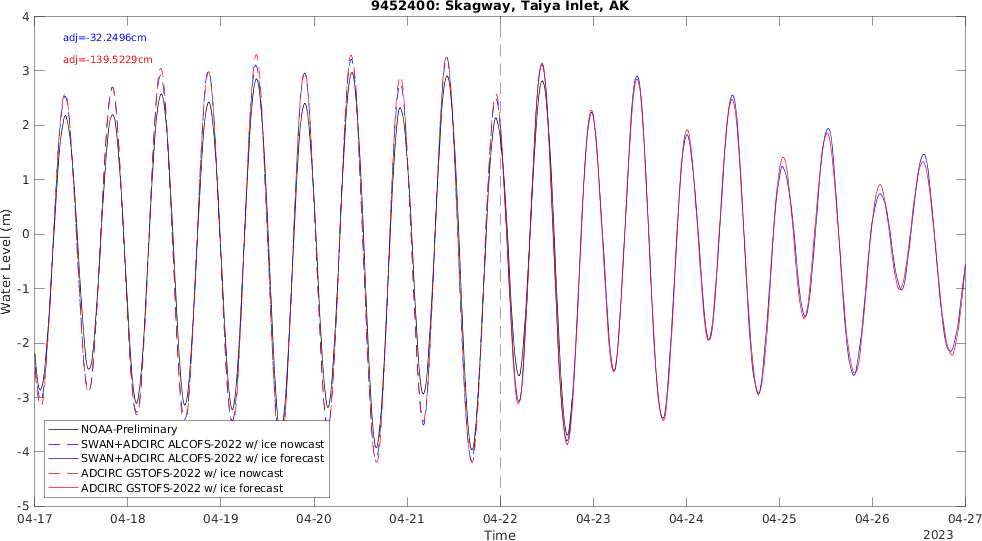 9452400: Skagway, Taiya Inlet, AK
adj=-32.2496cm
adj=-139.5229cm
Water Level (m)
4
3
2
1
0
-1
-2
-3
-4
-5
NOAA-Preliminary
SWAN+ADCIRC ALCOFS-2022 w/ ice nowcast
SWAN+ADCIRC ALCOFS-2022 w/ ice forecast
ADCIRC GSTOFS-2022 w/ ice nowcast
ADCIRC GSTOFS-2022 w/ ice forecast
04-17 04-18 04-19 04-20 04-21 04-22 04-23 04-24 04-25 04-26 04-27
Time
2023